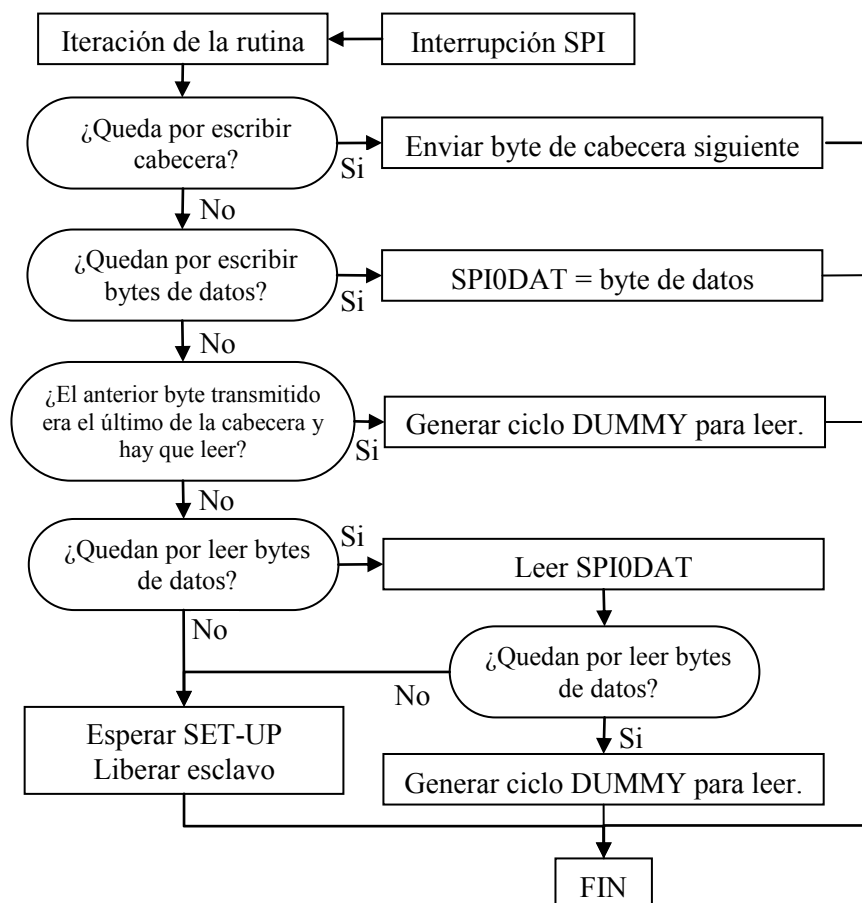 Iteración de la rutina
Interrupción SPI
¿Queda por escribir
cabecera?
Si
Enviar byte de cabecera siguiente
No
¿Quedan por escribir
bytes de datos?
Si
SPI0DAT = byte de datos
No
¿El anterior byte transmitido
era el último de la cabecera y
hay que leer?
Si
Generar ciclo DUMMY para leer.
No
¿Quedan por leer bytes
de datos?
Si
Leer SPI0DAT
No
¿Quedan por leer bytes
de datos?
No
Si
Esperar SET-UP
Liberar esclavo
Generar ciclo DUMMY para leer.
FIN